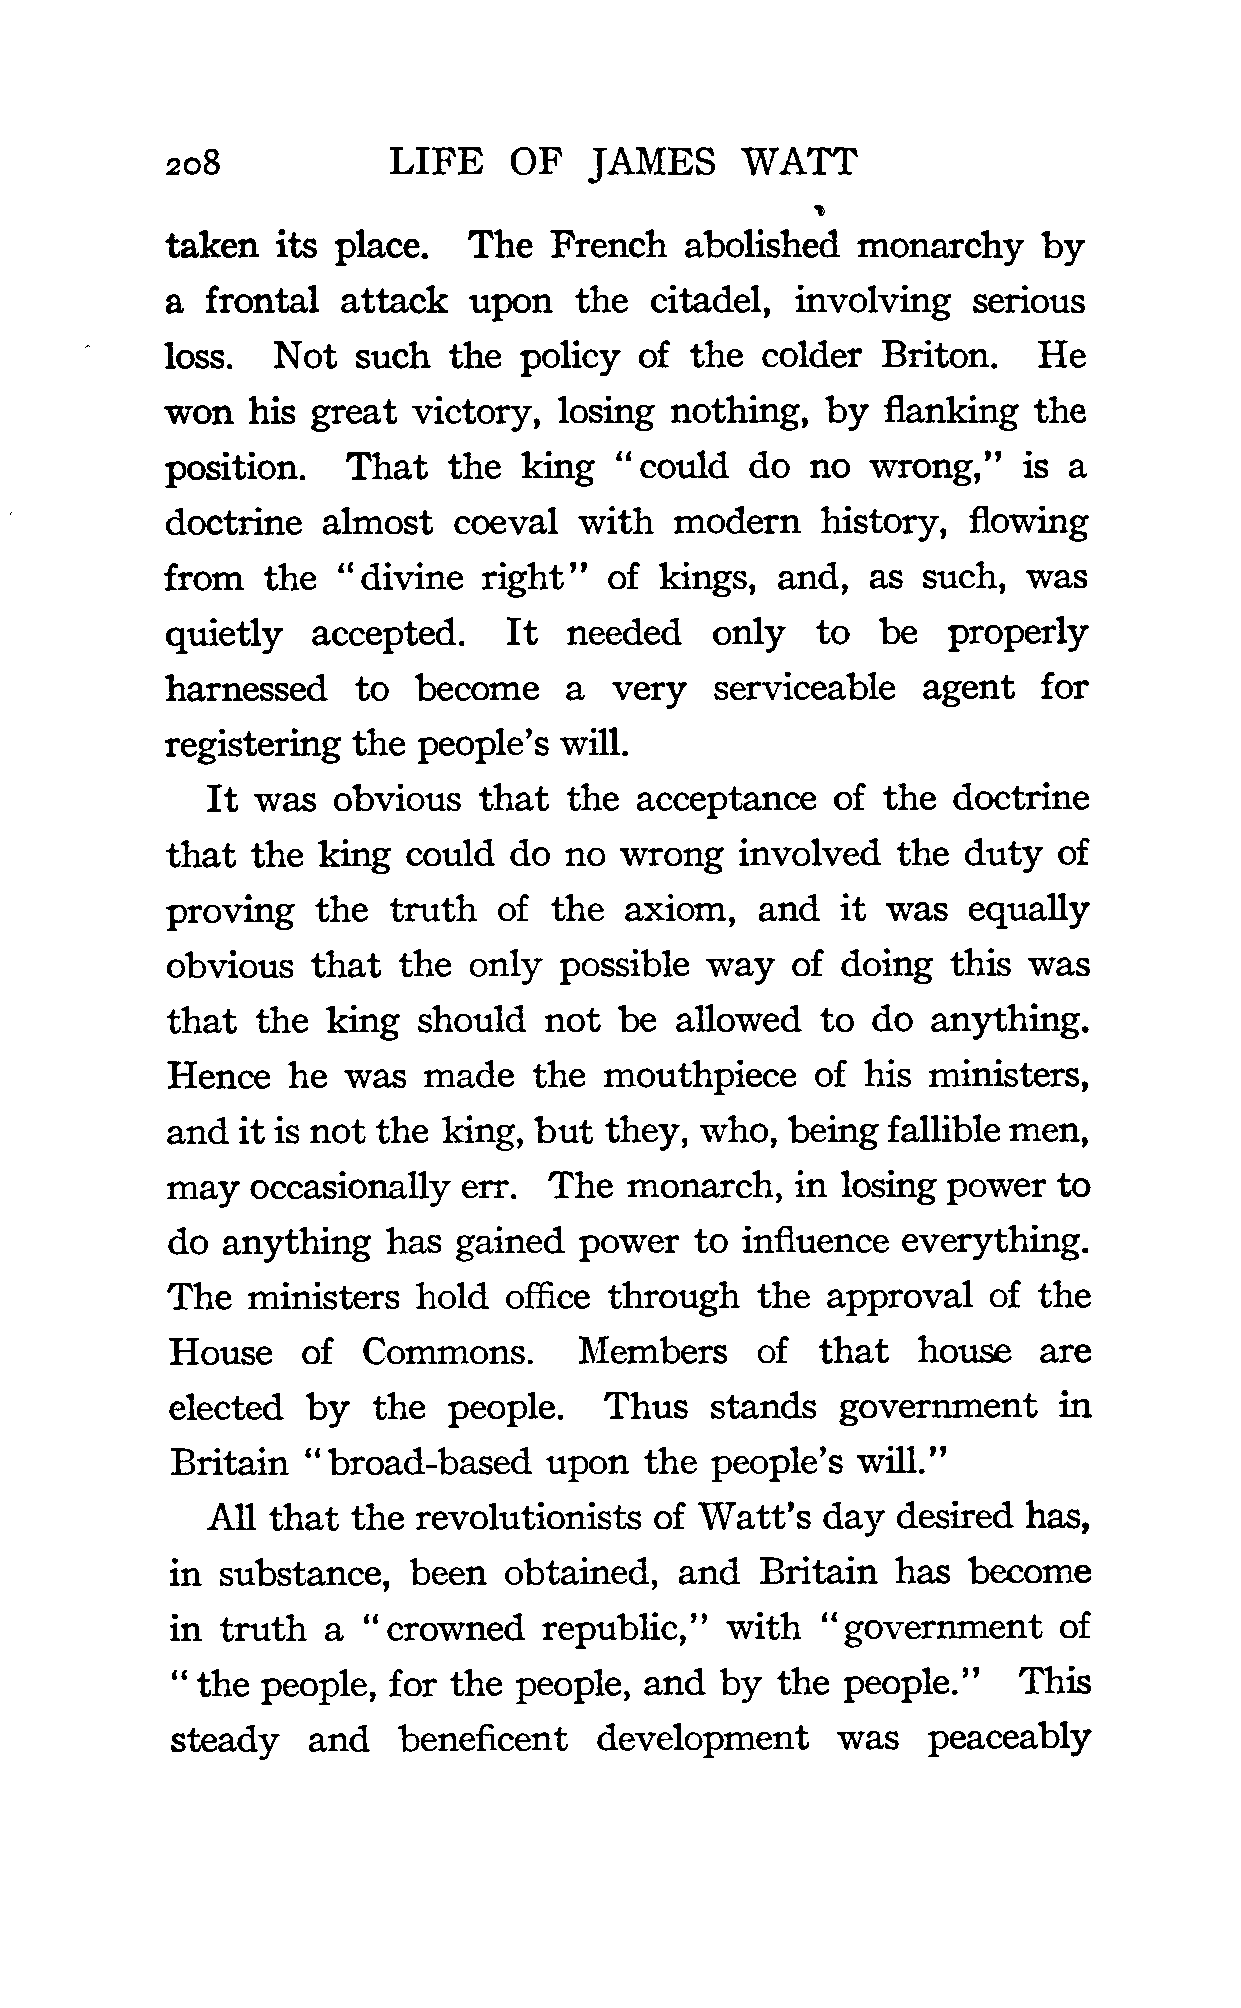 208 LIFE OF JAMES WATT
taken its place. The French abolished monarchy by
a frontal attack upon the citadel, involving serious
loss. Not such the policy of the colder Briton. He
won his great victory, losing nothing, by flanking the
position. That the king "could do no wrong," is a
doctrine almost coeval with modern history, flowing
from the "divine right" of kings, and, as such, was
quietly accepted. It needed only to be properly
harnessed to become a very serviceable agent for
registering the people's will.
It was obvious that the acceptance of the doctrine
that the king could do no wrong involved the duty of
proving the truth of the axiom, and it was equally
obvious that the only possible way of doing this was
that the king should not be allowed to do anything.
Hence he was made the mouthpiece of his ministers,
and it is not the king, but they, who, being fallible men,
may occasionally err. The monarch, in losing power to
do anything has gained power to influence everything.
The ministers hold office through the approval of the
House of Commons. Members of that house are
elected by the people. Thus stands government in
Britain "broad-based upon the people's will."
All that the revolutionists of Watt's day desired has,
in substance, been obtained, and Britain has become
in truth a "crowned republic," with "government of
"the people, for the people, and by the people." This
steady and beneficent development was peaceably